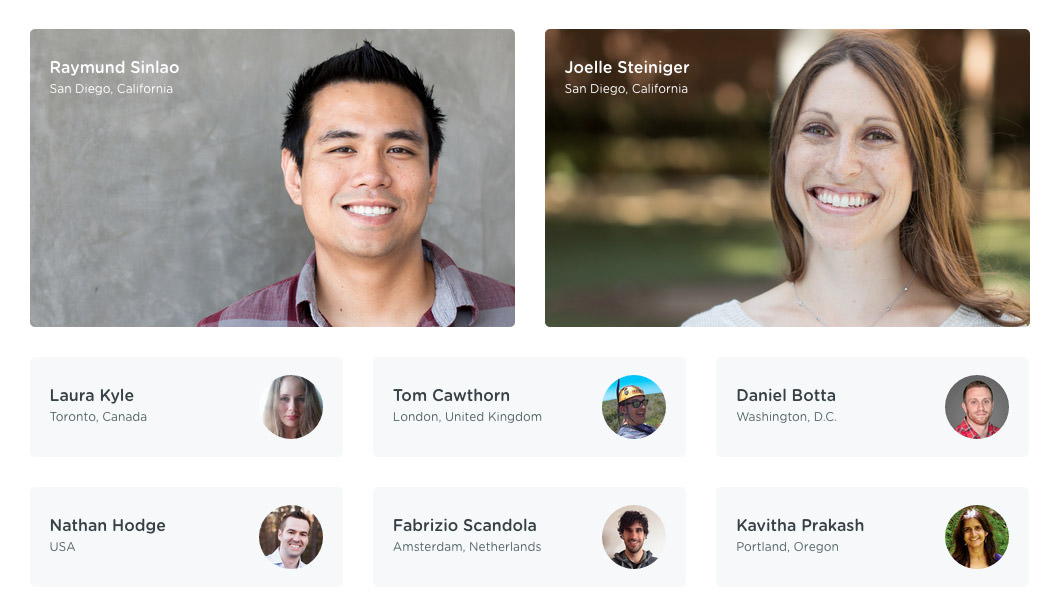 Raymund Sinlao
San Diego, California
Joelle Steiniger
San Diego, California
Laura Kyle
Toronto, Canada
Tom Cawthorn
London, United Kingdom
Daniel Botta
Washington, D.C.
Nathan Hodge
USA
Fabrizio Scandola
Amsterdam, Netherlands
Kavitha Prakash
Portland, Oregon